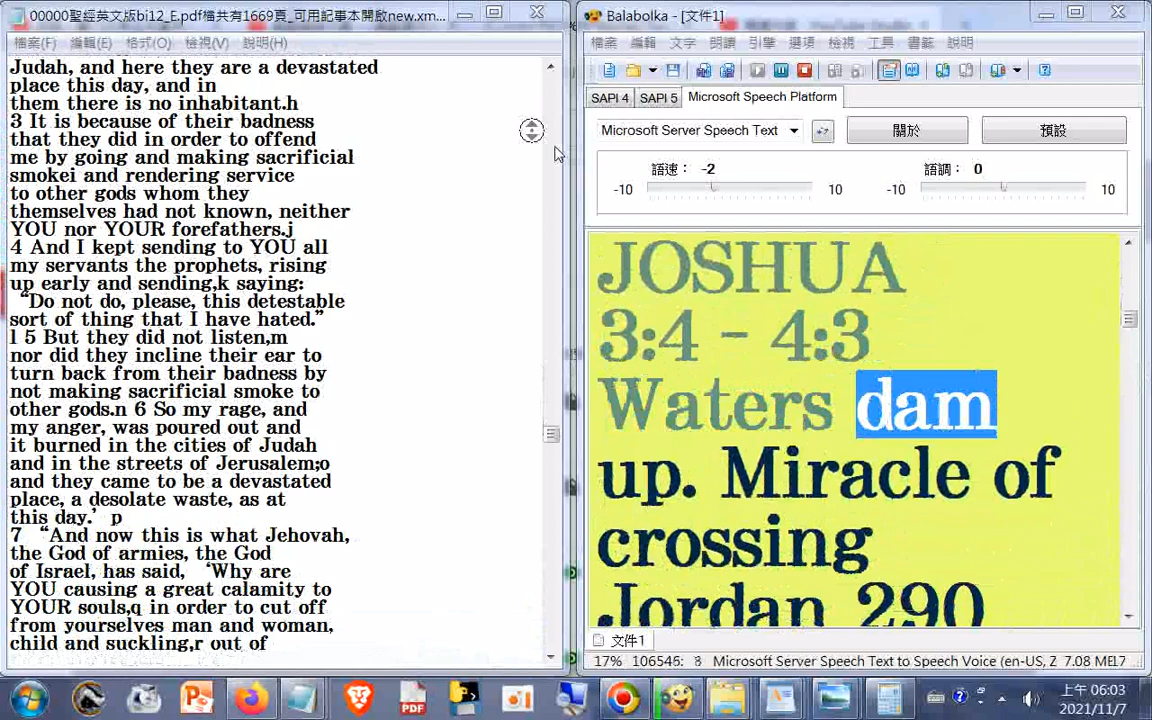 00000聖經英文版bi12_E.pdf檔共有1669頁_可用記事本開啟new.xm...
檔案(F) 編輯(E) 格式(O) 檢視(V) 說明(H)
Judah, and here they are a devastated
place this day, and in
them there is no inhabitant.h
3 It is because of their badness
that they did in order to offend
me by going and making sacrificial
smokei and rendering service
to other gods whom they
themselves had not known, neither
YOU nor YOUR forefathers.j
4 And I kept sending to YOU all
my servants the prophets, rising
up early and sending,k saying:
“Do not do, please, this detestable
sort of thing that I have hated.”
l 5 But they did not listen,m
nor did they incline their ear to
turn back from their badness by
not making sacrificial smoke to
other gods.n 6 So my rage, and
my anger, was poured out and
it burned in the cities of Judah
and in the streets of Jerusalem;o
and they came to be a devastated
place, a desolate waste, as at
this day.’ p
7 “And now this is what Jehovah,
the God of armies, the God
of Israel, has said, ‘Why are
YOU causing a great calamity to
YOUR souls,q in order to cut off
from yourselves man and woman,
child and suckling,r out of
Balabolka - [文件1]
檔案 編輯 文字 朗讀 引擎 選項 檢視 工具 書籤 說明
SAPI 4 SAPI 5 Microsoft Speech Platform
Microsoft Server Speech Text 關於 預設
語速: -2 語調: 0
-10 10 -10 10
JOSHUA
3:4 – 4:3
Waters dam
up. Miracle of
crossing
Jordan 290
文件1
17% 106546: Microsoft Server Speech Text to Speech Voice (en-US, Z 7.08 ME
上午 06:03
2021/11/7